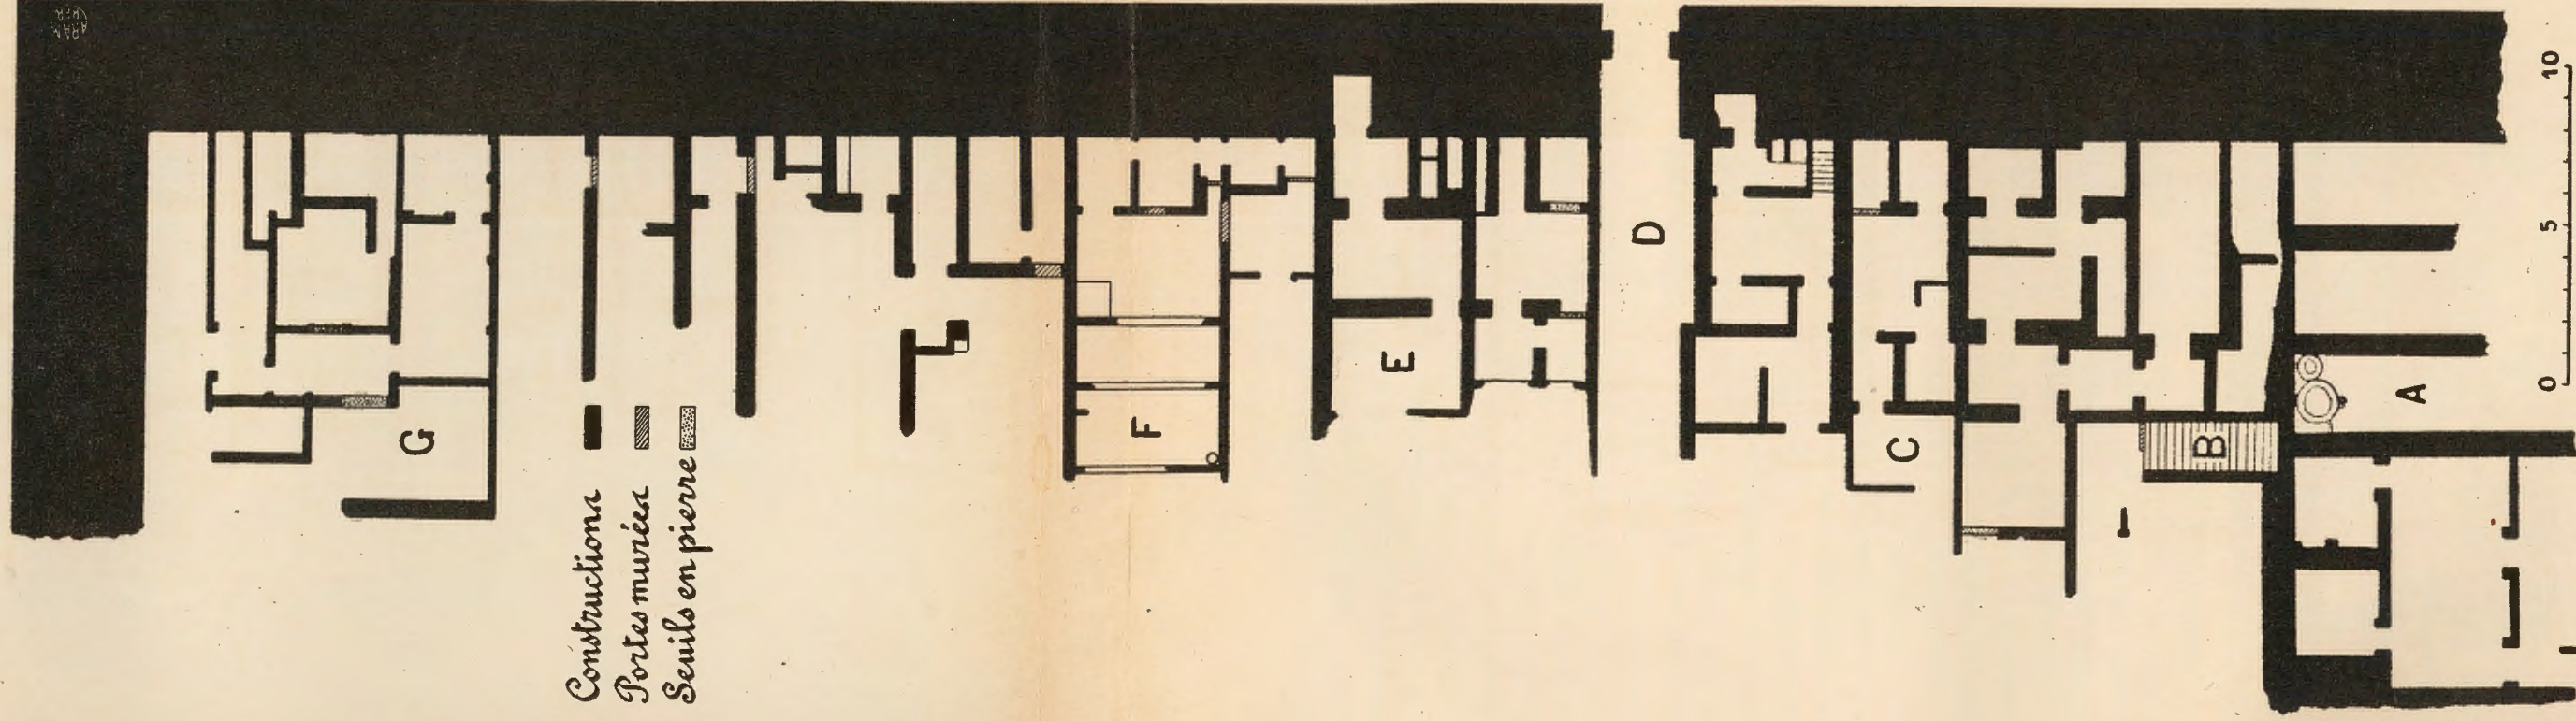 Constructions
Portes murées
Seuils en pierre
G
F
E
D
C
B
A
0 5 10